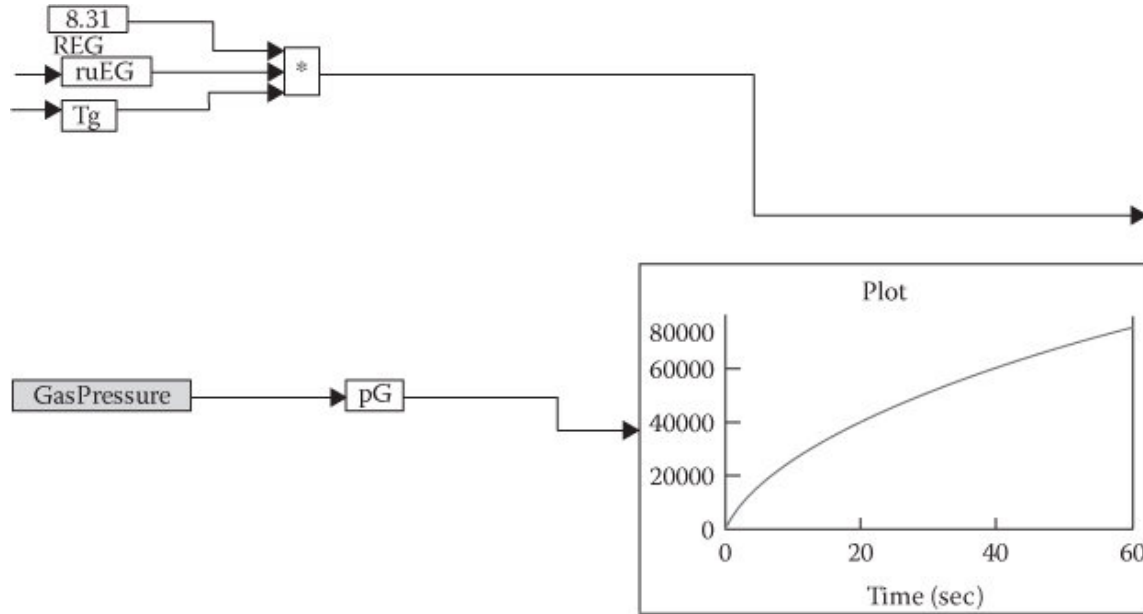 8.31
REG
ruEG
*
Tg
Plot
80000
60000
GasPressure
pG
40000
20000
0
0 20 40 60
Time (sec)